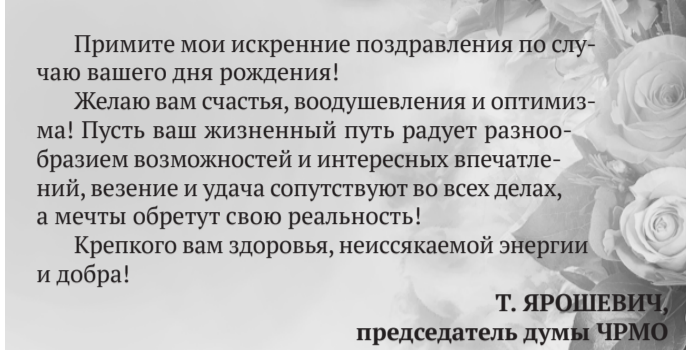 Примите мои искренние поздравления по слу-
чаю вашего дня рождения!
Желаю вам счастья, воодушевления и оптимиз-
ма! Пусть ваш жизненный путь радует разноо-
бразием возможностей и интересных впечатле-
ний, везение и удача сопутствуют во всех делах,
а мечты обретут свою реальность!
Крепкого вам здоровья, неиссякаемой энергии
и добра!
Т. ЯРОШЕВИЧ,
председатель думы ЧРМО